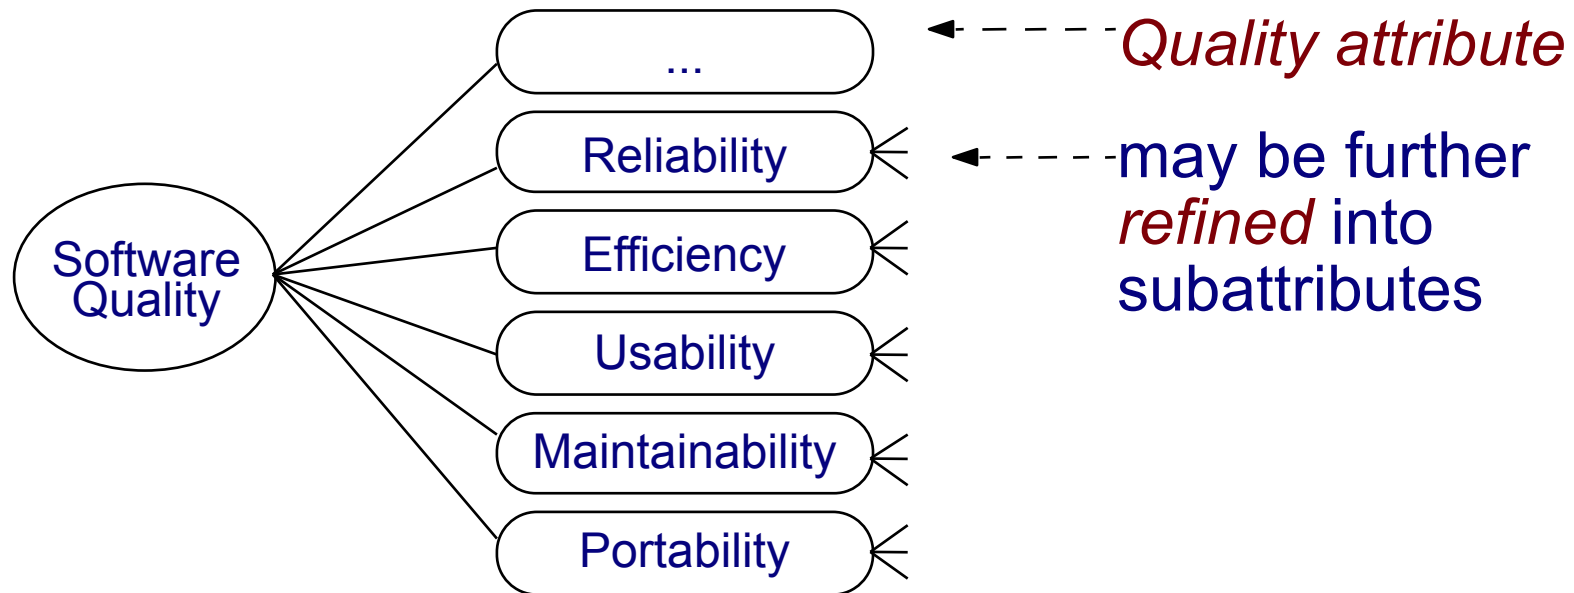 Software
Quality
...
Reliability
Efficiency
Usability
Maintainability
Portability
Quality attribute
may be further
refined into
subattributes